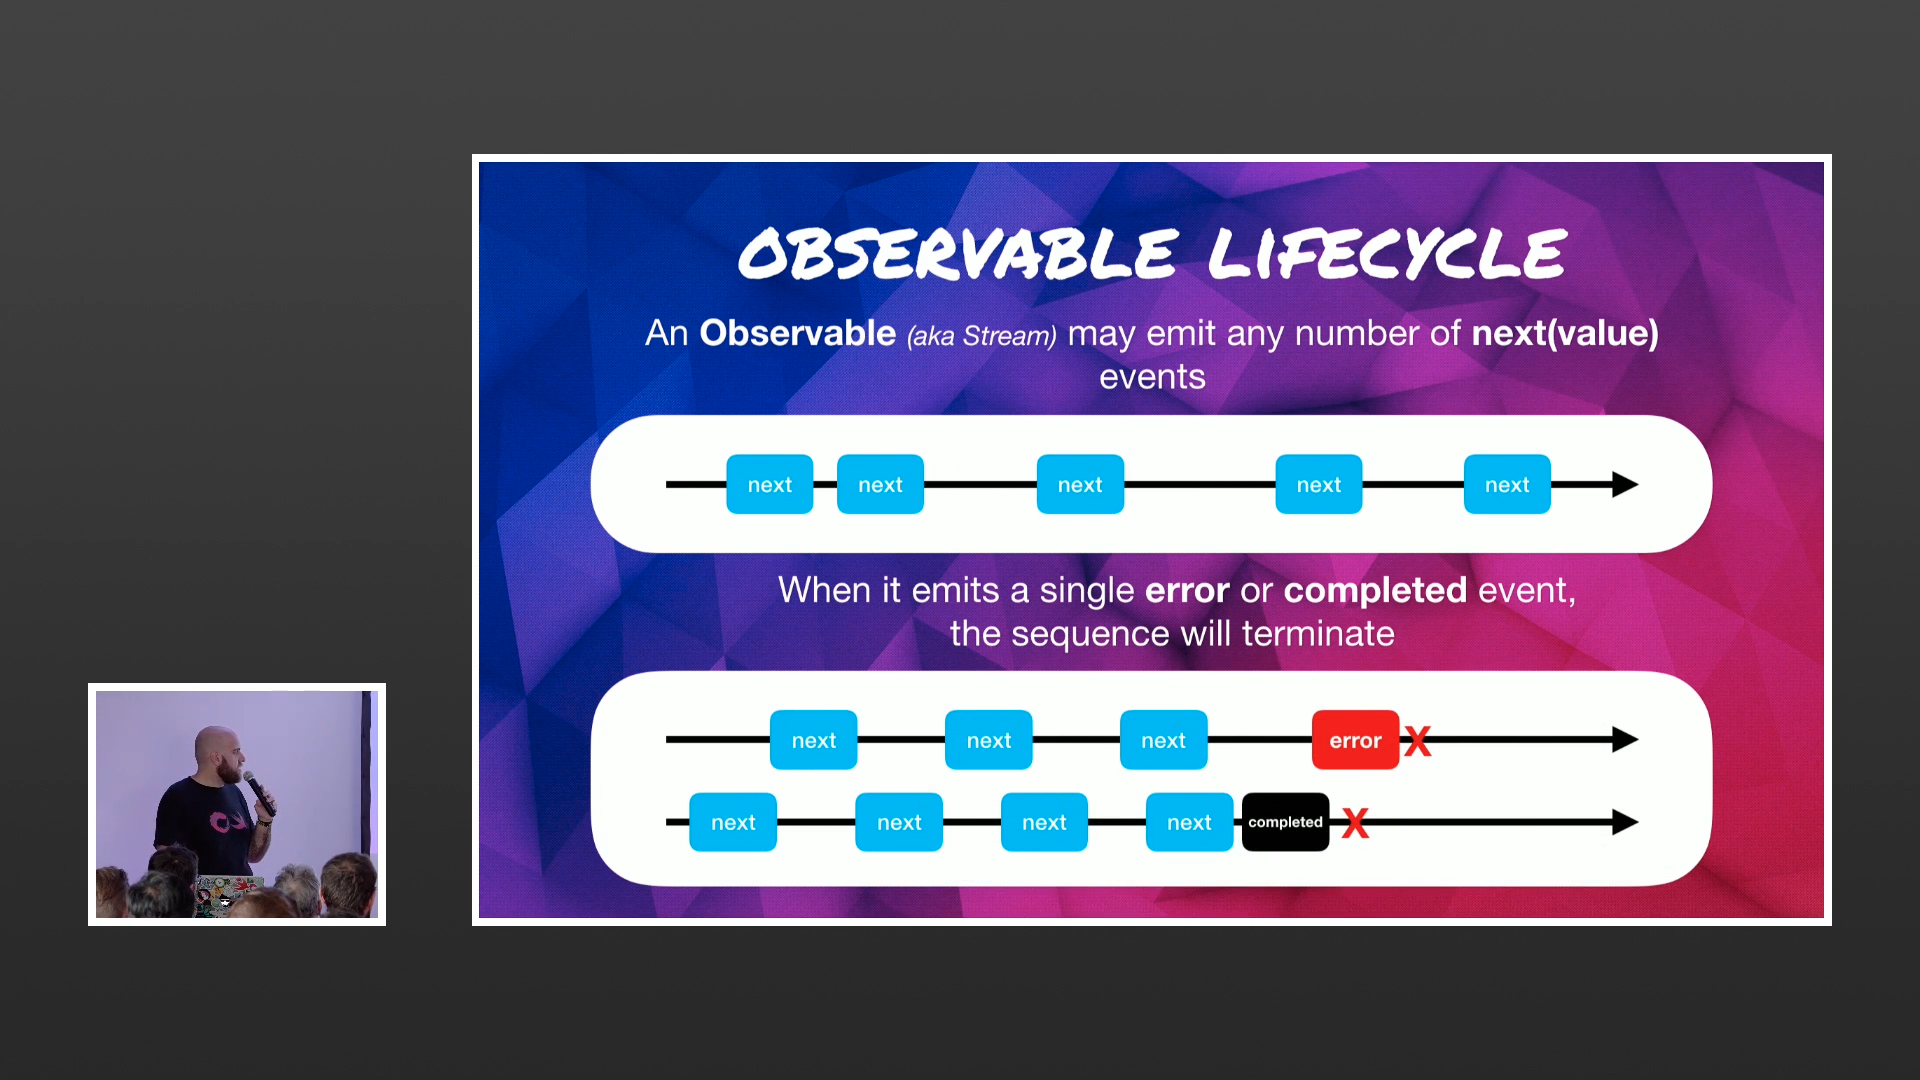 OBSERVABLE LIFECYCLE
An Observable (aka Stream) may emit any number of next(value)
events
next next next next next
When it emits a single error or completed event,
the sequence will terminate
next next next error X
next next next next completed X